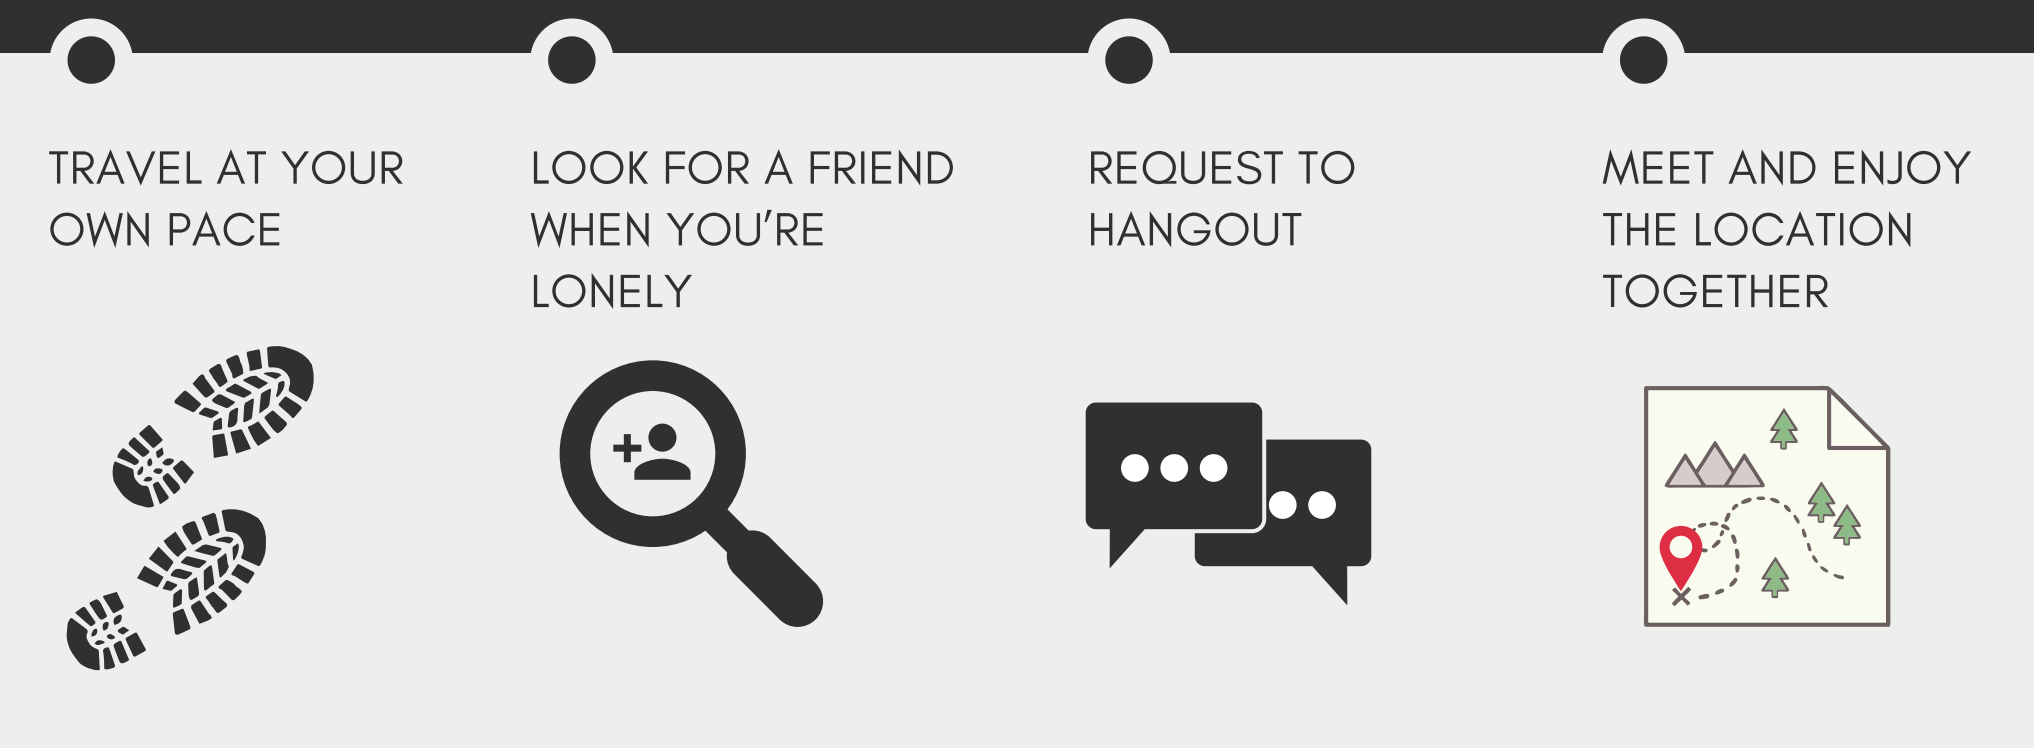 TRAVEL AT YOUR
OWN PACE
LOOK FOR A FRIEND
WHEN YOU'RE
LONELY
REQUEST TO
HANGOUT
MEET AND ENJOY
THE LOCATION
TOGETHER